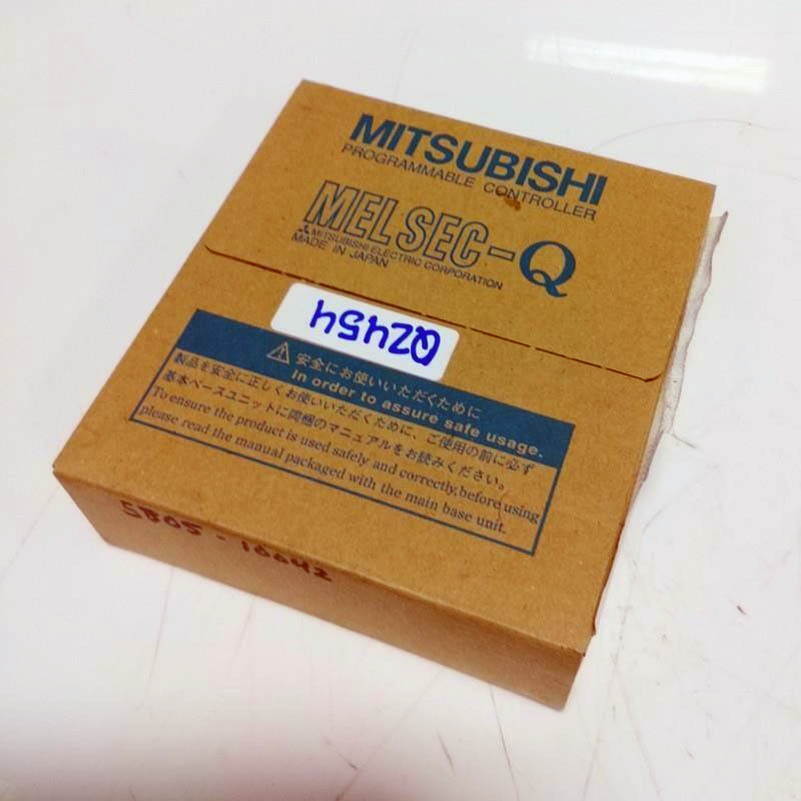 MITSUBISHI
PROGRAMMABLE CONTROLLER
MELSEC-Q
MITSUBISHI ELECTRIC CORPORATION
MADE IN JAPAN
QZ454
安全にお使いいただくために
In order to assure safe usage.
製品を安全に正しくお使いいただくために、ご使用の前に必ず
基本ベースユニットに同梱のマニュアルをお読みください。
To ensure the product is used safely and correctly, before using
please read the manual packaged with the main base unit.
5805-10042